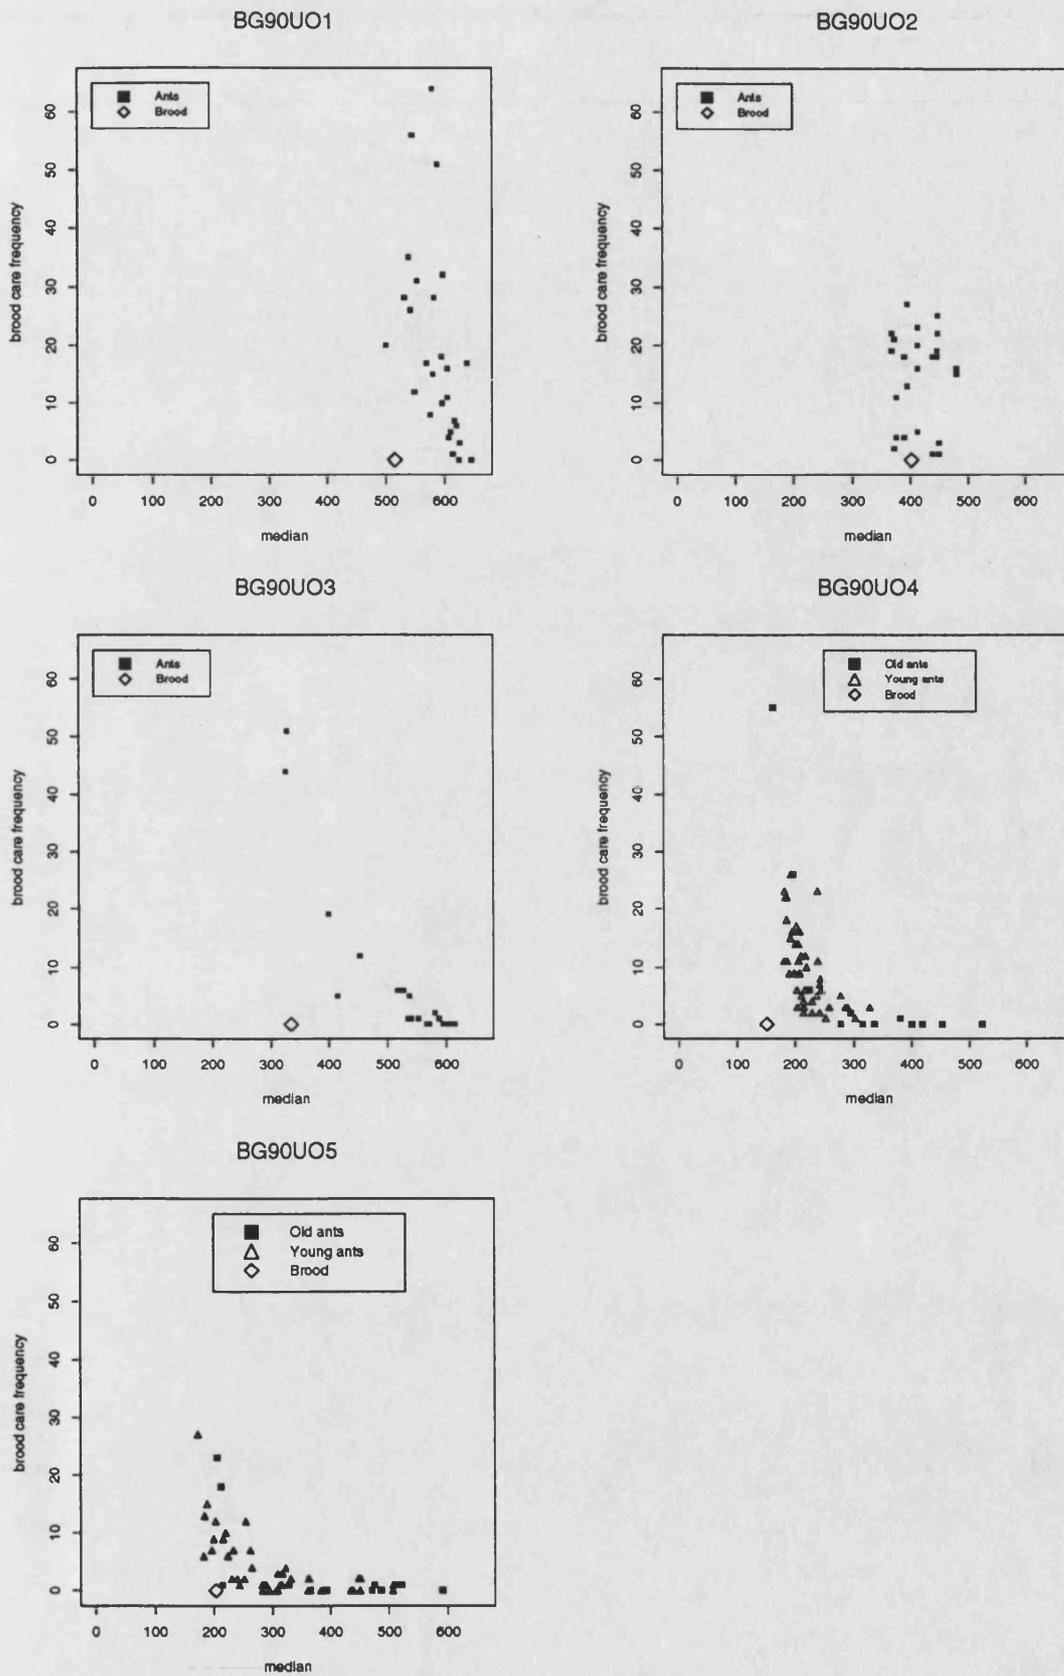 BG90UO1
Ants
Brood
brood care frequency
0 10 20 30 40 50 60
0 100 200 300 400 500 600
median
BG90UO2
Ants
Brood
brood care frequency
0 10 20 30 40 50 60
0 100 200 300 400 500 600
median
BG90UO3
Ants
Brood
brood care frequency
0 10 20 30 40 50 60
0 100 200 300 400 500 600
median
BG90UO4
Old ants
Young ants
Brood
brood care frequency
0 10 20 30 40 50 60
0 100 200 300 400 500 600
median
BG90UO5
Old ants
Young ants
Brood
brood care frequency
0 10 20 30 40 50 60
0 100 200 300 400 500 600
median